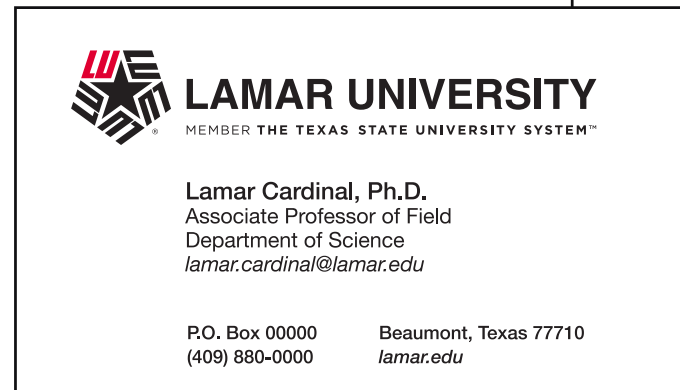 LU
LAMAR UNIVERSITY
®
MEMBER THE TEXAS STATE UNIVERSITY SYSTEM™
Lamar Cardinal, Ph.D.
Associate Professor of Field
Department of Science
lamar.cardinal@lamar.edu
P.O. Box 00000 Beaumont, Texas 77710
(409) 880-0000 lamar.edu